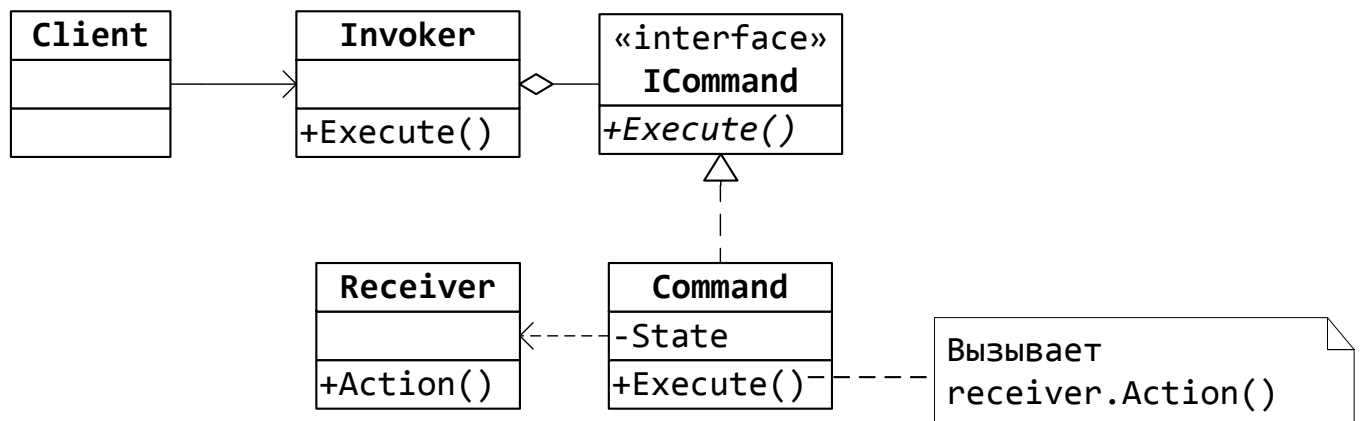 Client
Invoker
+Execute()
«interface»
ICommand
+Execute()
Receiver
+Action()
Command
-State
+Execute()
Вызывает
receiver.Action()